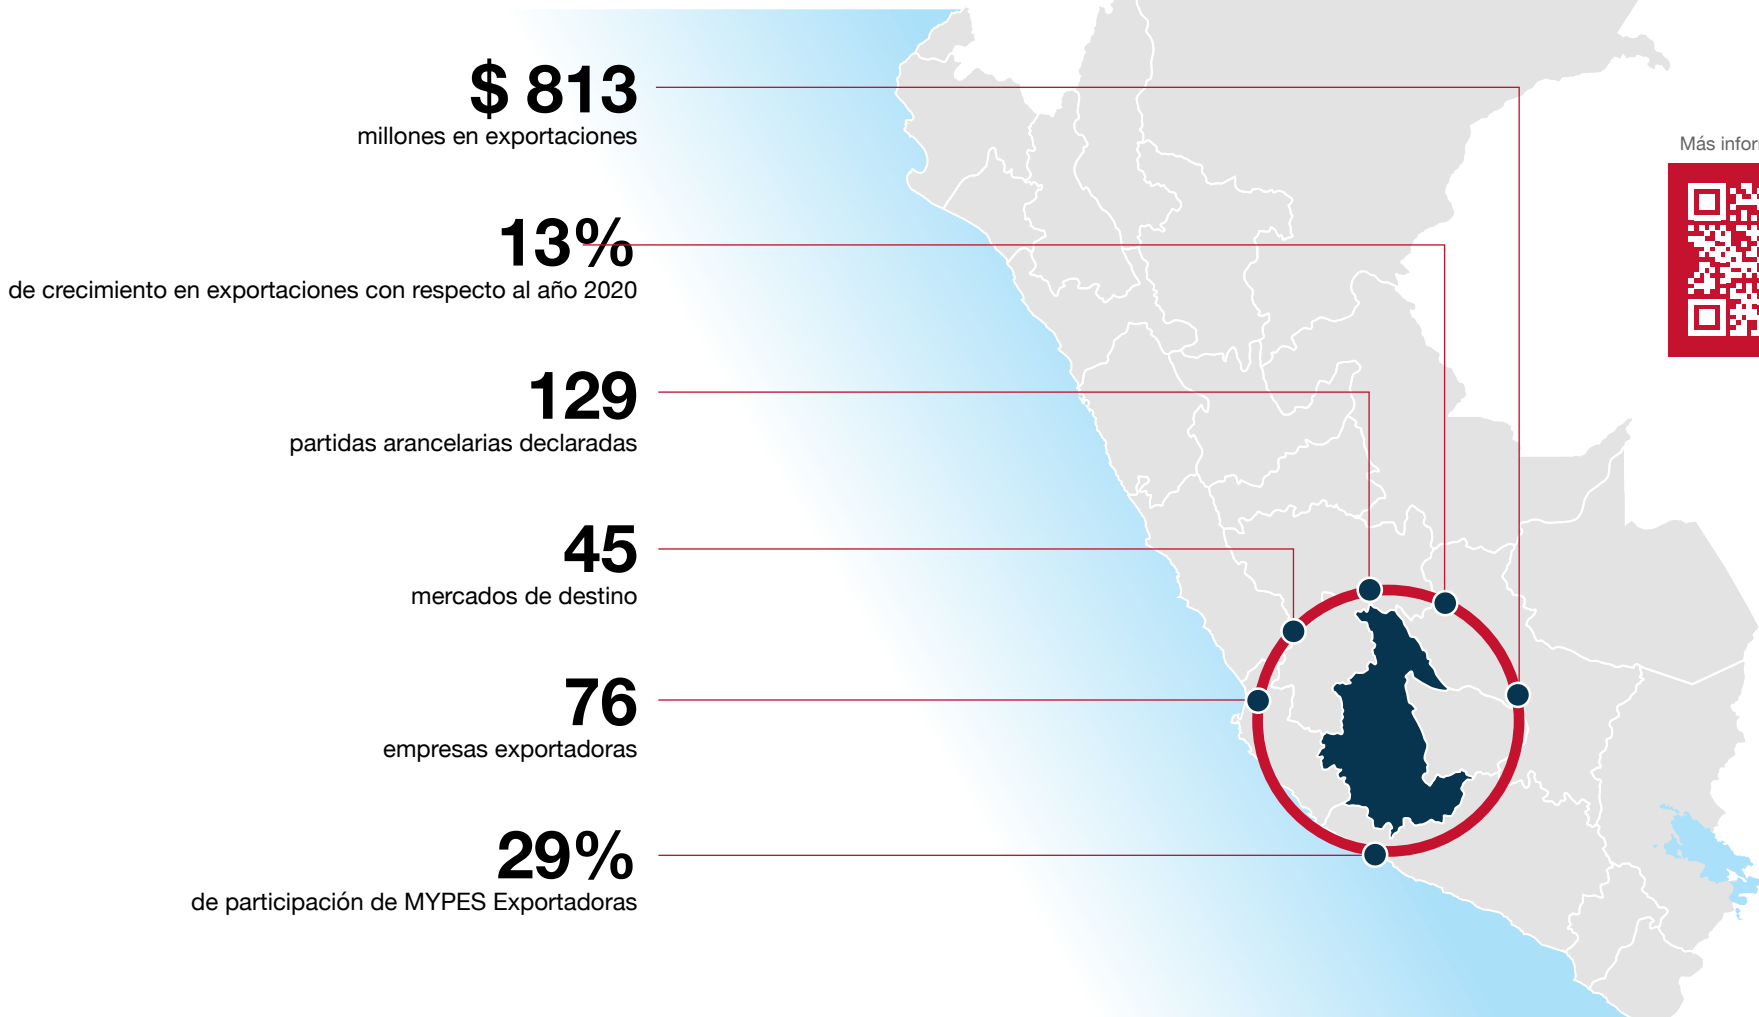 $ 813
millones en exportaciones
13%
de crecimiento en exportaciones con respecto al año 2020
129
partidas arancelarias declaradas
45
mercados de destino
76
empresas exportadoras
29%
de participación de MYPES Exportadoras
Más